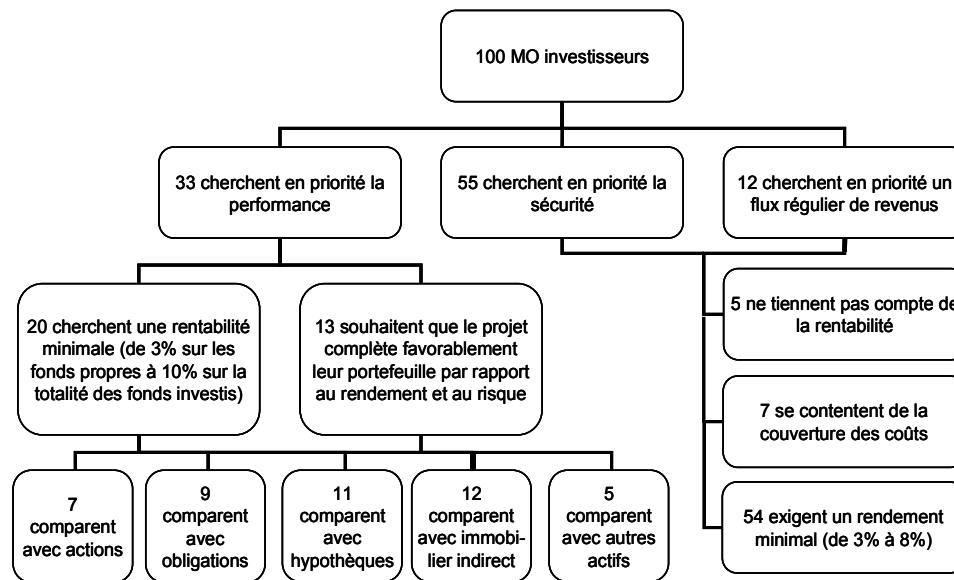 100 MO investisseurs
33 cherchent en priorité la
performance
55 cherchent en priorité la
sécurité
12 cherchent en priorité un
flux régulier de revenus
20 cherchent une rentabilité
minimale (de 3% sur les
fonds propres à 10% sur la
totalité des fonds investis)
13 souhaitent que le projet
complète favorablement
leur portefeuille par rapport
au rendement et au risque
5 ne tiennent pas compte de
la rentabilité
7 se contentent de la
couverture des coûts
54 exigent un rendement
minimal (de 3% à 8%)
7
comparent
avec actions
9
comparent
avec
obligations
11
comparent
avec
hypothèques
12
comparent
avec immobi-
lier indirect
5
comparent
avec autres
actifs